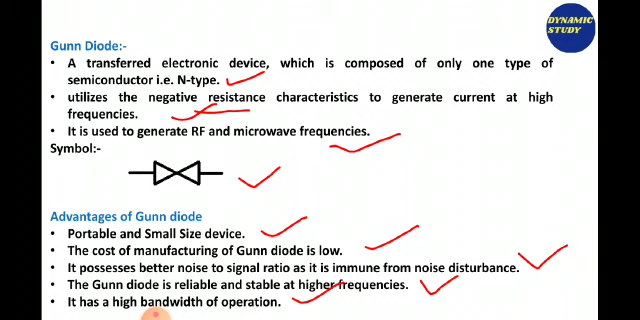 DYNAMIC
STUDY
Gunn Diode:-
• A transferred electronic device, which is composed of only one type of
semiconductor i.e. N-type.
• utilizes the negative resistance characteristics to generate current at high
frequencies.
• It is used to generate RF and microwave frequencies.
Symbol:-
Advantages of Gunn diode
• Portable and Small Size device.
• The cost of manufacturing of Gunn diode is low.
• It possesses better noise to signal ratio as it is immune from noise disturbance.
• The Gunn diode is reliable and stable at higher frequencies.
• It has a high bandwidth of operation.